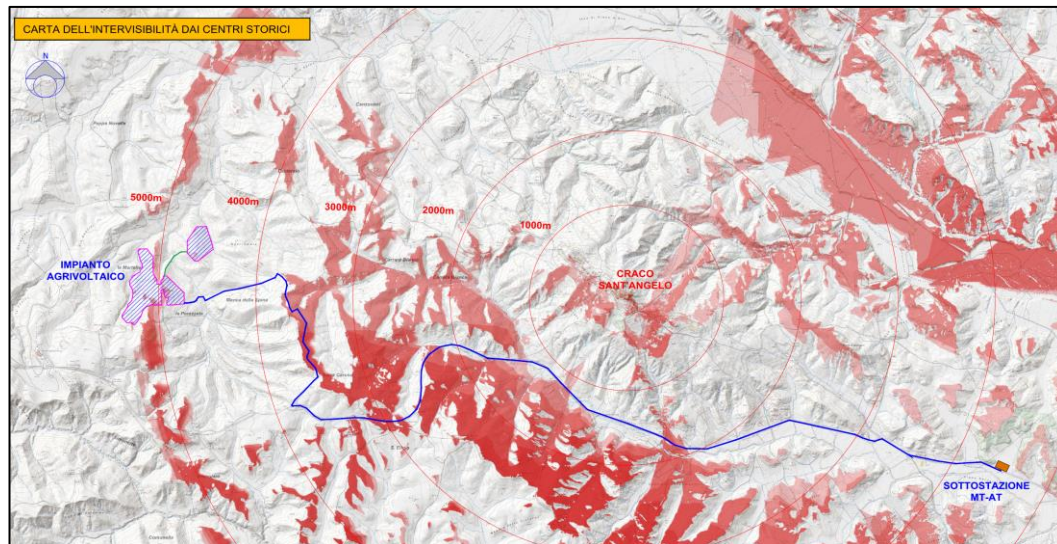 CARTA DELL'INTERVISIBILITÀ DAI CENTRI STORICI
N
5000m
4000m
3000m
2000m
1000m
IMPIANTO
AGRIVOLTAICO
CRACO
SANT'ANGELO
SOTTOSTAZIONE
MT-AT